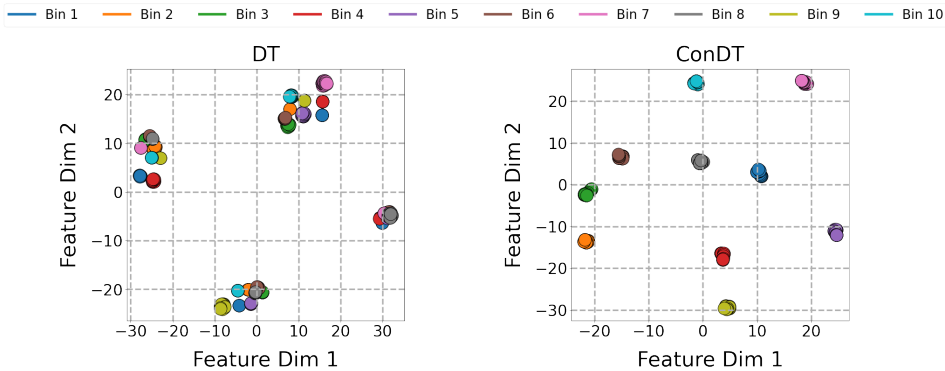 Bin 1 Bin 2 Bin 3 Bin 4 Bin 5 Bin 6 Bin 7 Bin 8 Bin 9 Bin 10
DT
Feature Dim 2
20
10
0
−10
−20
−30 −20 −10 0 10 20 30
Feature Dim 1
ConDT
Feature Dim 2
20
10
0
−10
−20
−30
−20 −10 0 10 20
Feature Dim 1